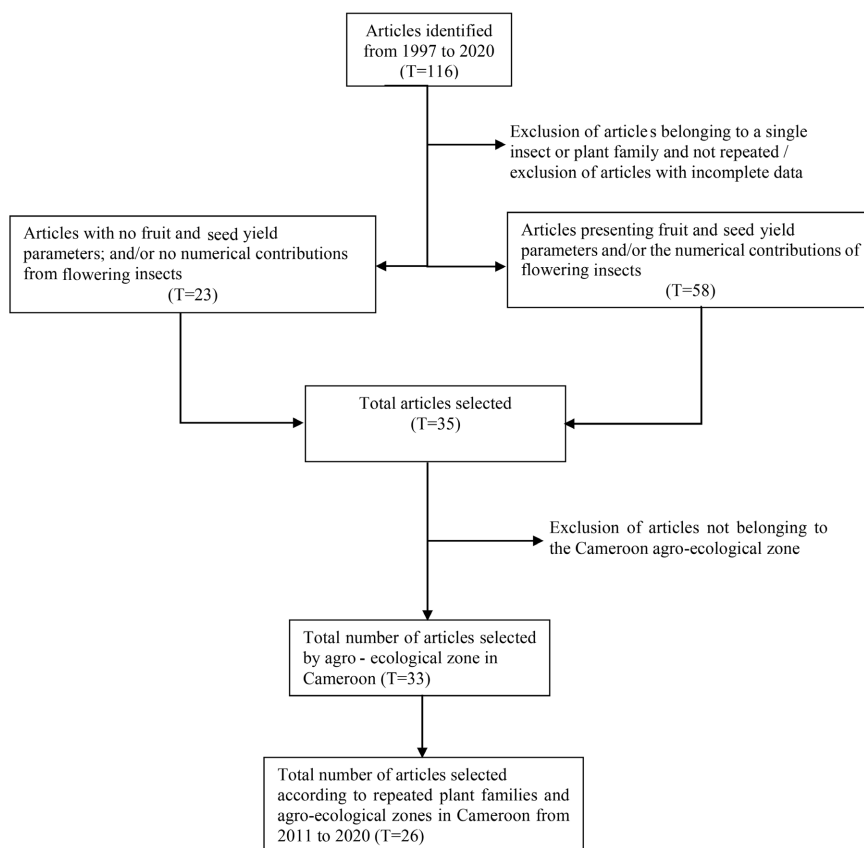 Articles identified
from 1997 to 2020
(T=116)
Exclusion of articles belonging to a single
insect or plant family and not repeated /
exclusion of articles with incomplete data
Articles with no fruit and seed yield
parameters; and/or no numerical contributions
from flowering insects
(T=23)
Articles presenting fruit and seed yield
parameters and/or the numerical contributions of
flowering insects
(T=58)
Total articles selected
(T=35)
Exclusion of articles not belonging to
the Cameroon agro-ecological zone
Total number of articles selected
by agro - ecological zone in
Cameroon (T=33)
Total number of articles selected
according to repeated plant families and
agro-ecological zones in Cameroon from
2011 to 2020 (T=26)